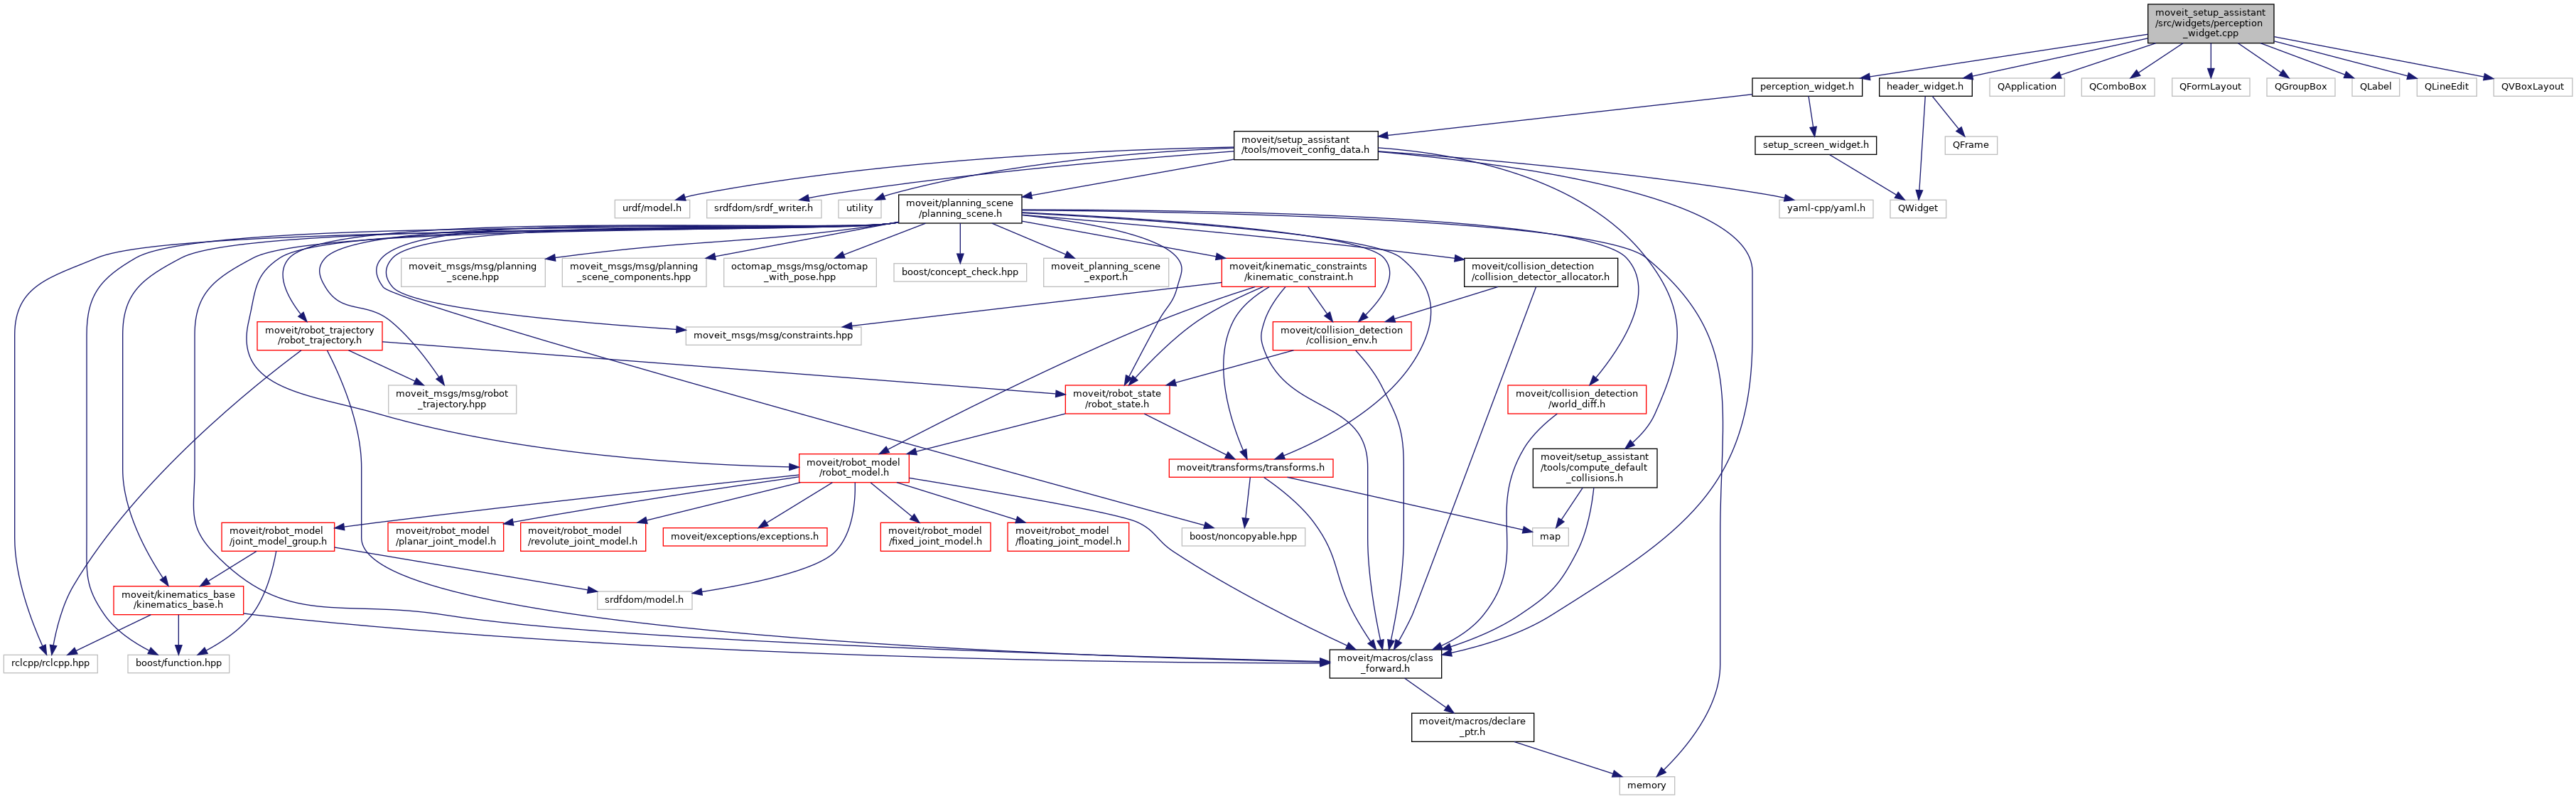 moveit_setup_assistant
/src/widgets/perception
_widget.cpp
perception_widget.h
header_widget.h
QApplication
QComboBox
QFormLayout
QGroupBox
QLabel
QLineEdit
QVBoxLayout
moveit/setup_assistant
/tools/moveit_config_data.h
setup_screen_widget.h
QFrame
urdf/model.h
srdfdom/srdf_writer.h
utility
moveit/planning_scene
/planning_scene.h
yaml-cpp/yaml.h
QWidget
moveit_msgs/msg/planning
_scene.hpp
moveit_msgs/msg/planning
_scene_components.hpp
octomap_msgs/msg/octomap
_with_pose.hpp
boost/concept_check.hpp
moveit_planning_scene
_export.h
moveit/kinematic_constraints
/kinematic_constraint.h
moveit/collision_detection
/collision_detector_allocator.h
moveit/robot_trajectory
/robot_trajectory.h
moveit_msgs/msg/constraints.hpp
moveit/collision_detection
/collision_env.h
moveit_msgs/msg/robot
_trajectory.hpp
moveit/robot_state
/robot_state.h
moveit/collision_detection
/world_diff.h
moveit/robot_model
/robot_model.h
moveit/transforms/transforms.h
moveit/setup_assistant
/tools/compute_default
_collisions.h
moveit/robot_model
/joint_model_group.h
moveit/robot_model
/planar_joint_model.h
moveit/robot_model
/revolute_joint_model.h
moveit/exceptions/exceptions.h
moveit/robot_model
/fixed_joint_model.h
moveit/robot_model
/floating_joint_model.h
boost/noncopyable.hpp
map
moveit/kinematics_base
/kinematics_base.h
srdfdom/model.h
rclcpp/rclcpp.hpp
boost/function.hpp
moveit/macros/class
_forward.h
moveit/macros/declare
_ptr.h
memory